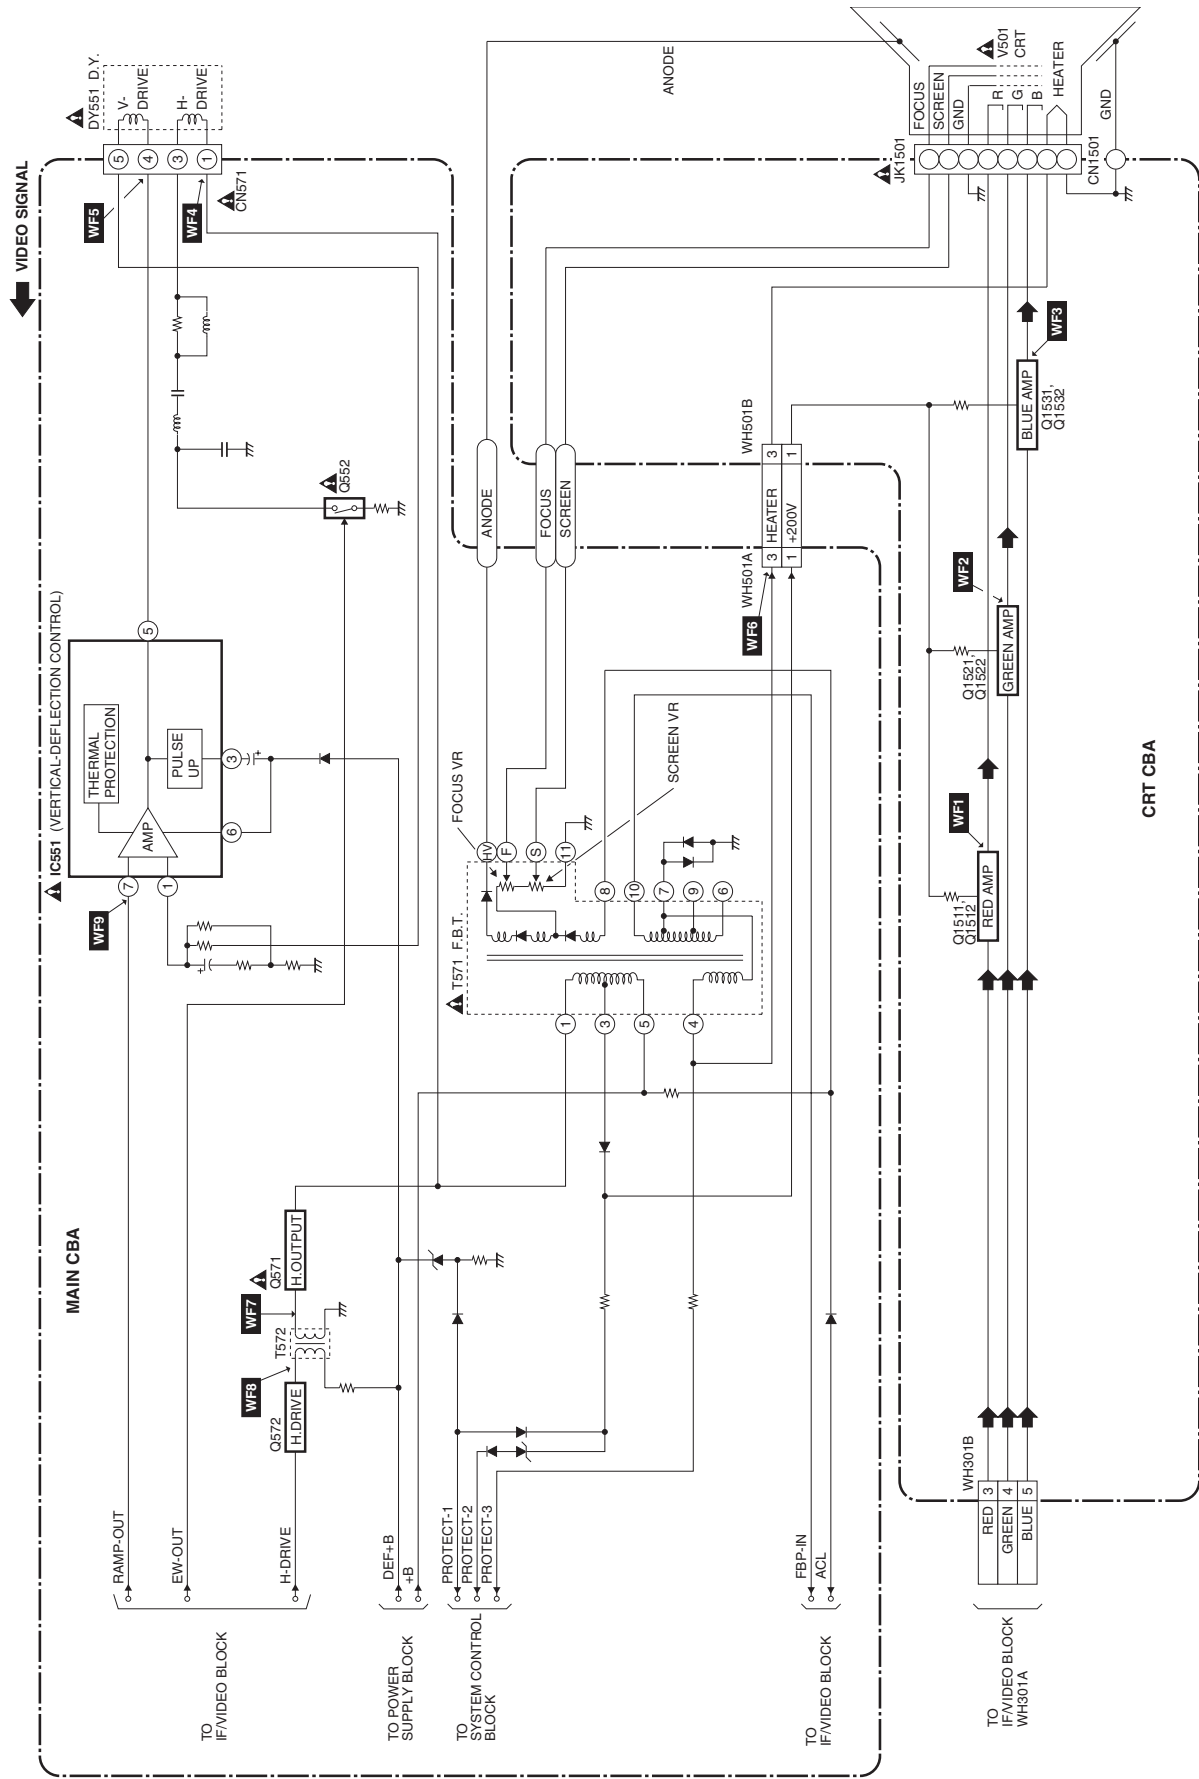 VIDEO SIGNAL
MAIN CBA
TO
IF/VIDEO BLOCK
RAMP-OUT
EW-OUT
H-DRIVE
WF9
IC551 (VERTICAL-DEFLECTION CONTROL)
7
1
AMP
THERMAL
PROTECTION
PULSE
UP
6
3
5
WF5
WF4
DY551 D.Y.
V-
DRIVE
H-
DRIVE
5
4
3
1
CN571
Q552
Q572
H.DRIVE
WF8
T572
WF7
Q571
H.OUTPUT
TO POWER
SUPPLY BLOCK
DEF+B
+B
TO
SYSTEM CONTROL
BLOCK
PROTECT-1
PROTECT-2
PROTECT-3
TO
IF/VIDEO BLOCK
FBP-IN
ACL
T571 F.B.T.
1
3
5
4
FOCUS VR
SCREEN VR
HV
F
S
11
8
10
7
9
6
ANODE
FOCUS
SCREEN
WF6
WH501A
WH501B
3 HEATER 3
1 +200V 1
ANODE
V501
CRT
FOCUS
SCREEN
GND
R
G
B
HEATER
GND
JK1501
CN1501
CRT CBA
TO
IF/VIDEO BLOCK
WH301A
WH301B
RED 3
GREEN 4
BLUE 5
Q1511,
Q1512
RED AMP
WF1
Q1521,
Q1522
GREEN AMP
WF2
BLUE AMP
Q1531,
Q1532
WF3